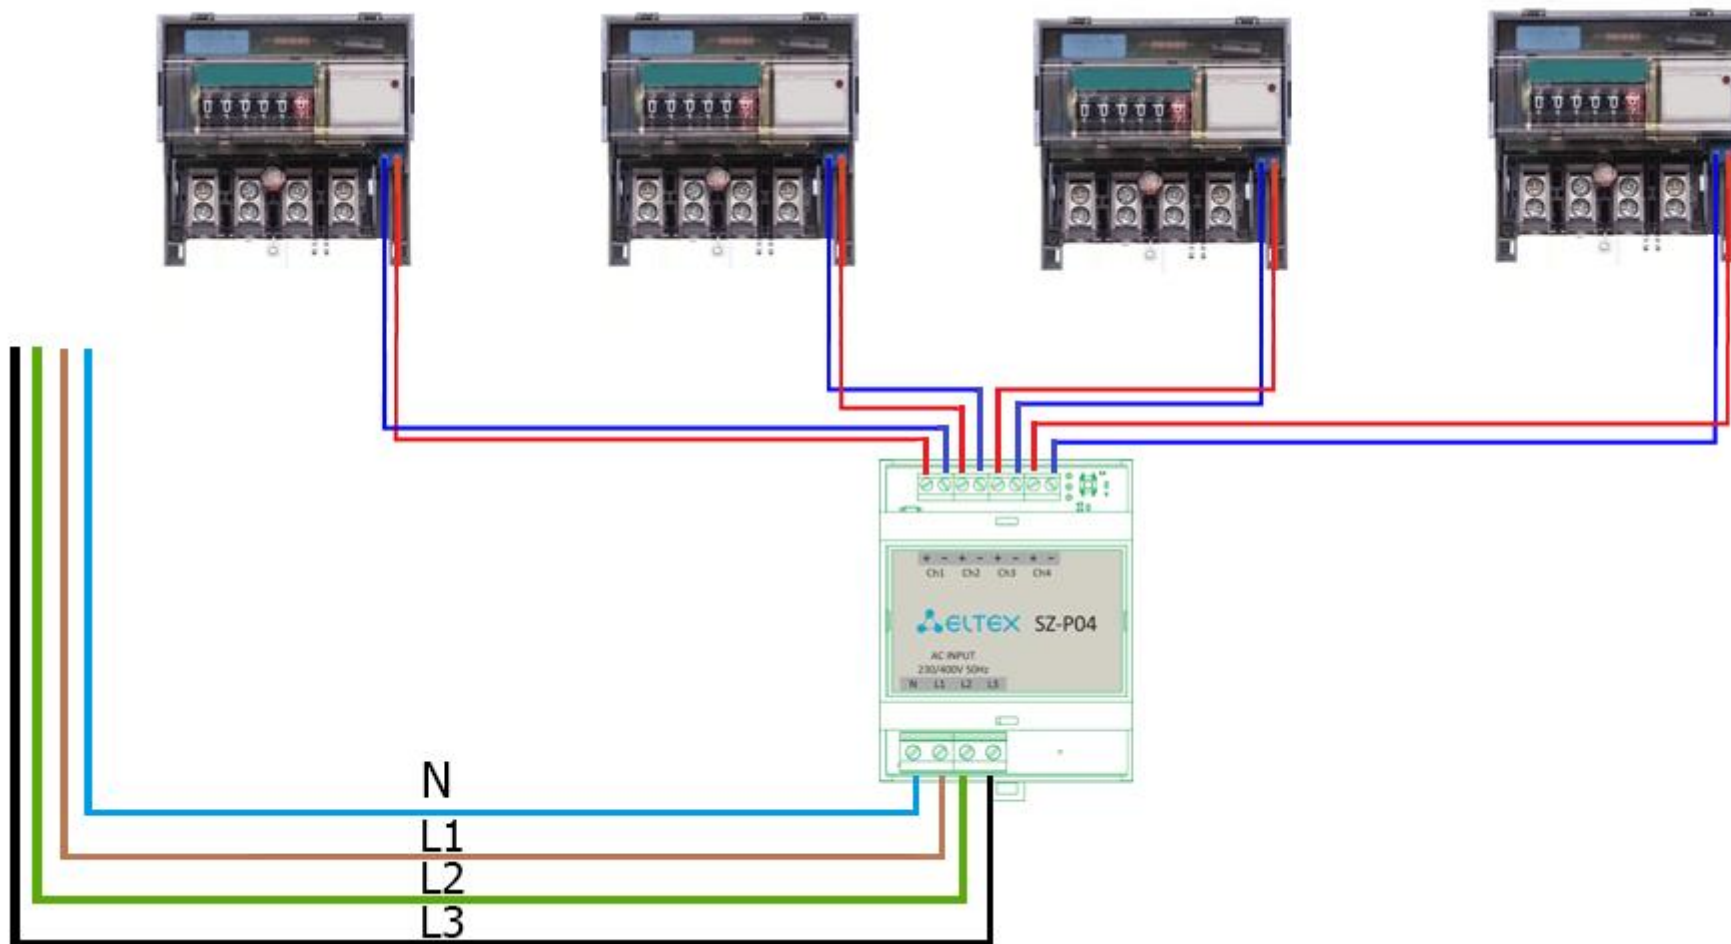 + - + - + - + -
Ch1 Ch2 Ch3 Ch4
ELTEX SZ-P04
AC INPUT
230/400V 50Hz
N L1 L2 L3
N
L1
L2
L3